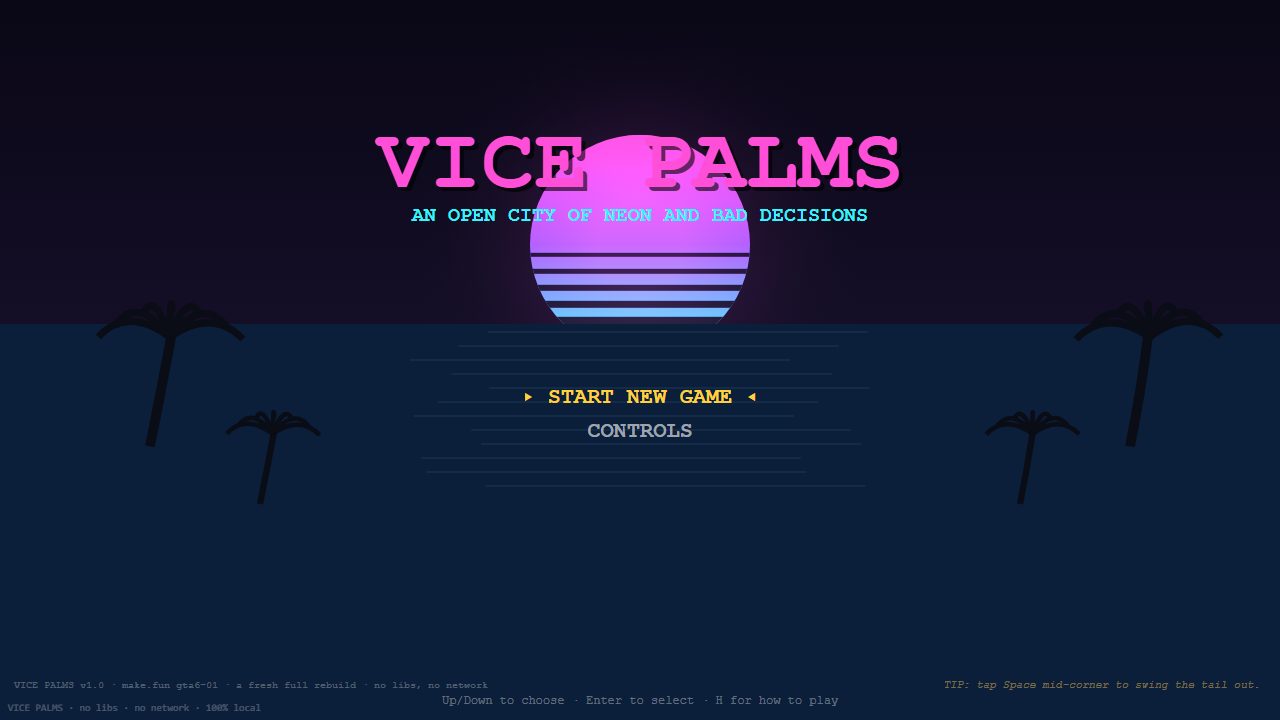 VICE PALMS
AN OPEN CITY OF NEON AND BAD DECISIONS
▸ START NEW GAME ◂
CONTROLS
VICE PALMS v1.0 · make.fun gta6-01 · a fresh full rebuild · no libs, no network
TIP: tap Space mid-corner to swing the tail out.
Up/Down to choose · Enter to select · H for how to play
VICE PALMS · no libs · no network · 100% local